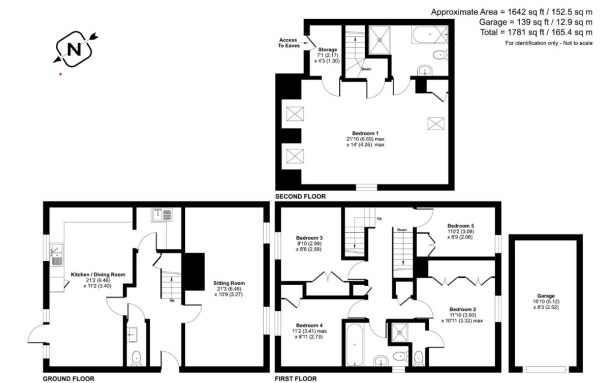 Approximate Area = 1642 sq ft / 152.5 sq m
Garage = 139 sq ft / 12.9 sq m
Total = 1781 sq ft / 165.4 sq m
For identification only - Not to scale
N
Access
To Eaves
Storage
7'1 (2.17)
x 4'3 (1.30)
Down
Bedroom 1
21'10 (6.65) max
x 14' (4.26) max
SECOND FLOOR
Kitchen / Dining Room
21'2 (6.46)
x 11'2 (3.40)
Up
Sitting Room
21'3 (6.48)
x 10'9 (3.27)
GROUND FLOOR
Bedroom 3
9'10 (2.99)
x 8'6 (2.58)
Up
Down
Bedroom 5
10'2 (3.09)
x 6'9 (2.06)
Bedroom 4
11'2 (3.41) max
x 8'11 (2.73)
Bedroom 2
11'10 (3.60)
x 10'11 (3.32) max
FIRST FLOOR
Garage
16'10 (5.12)
x 8'3 (2.52)